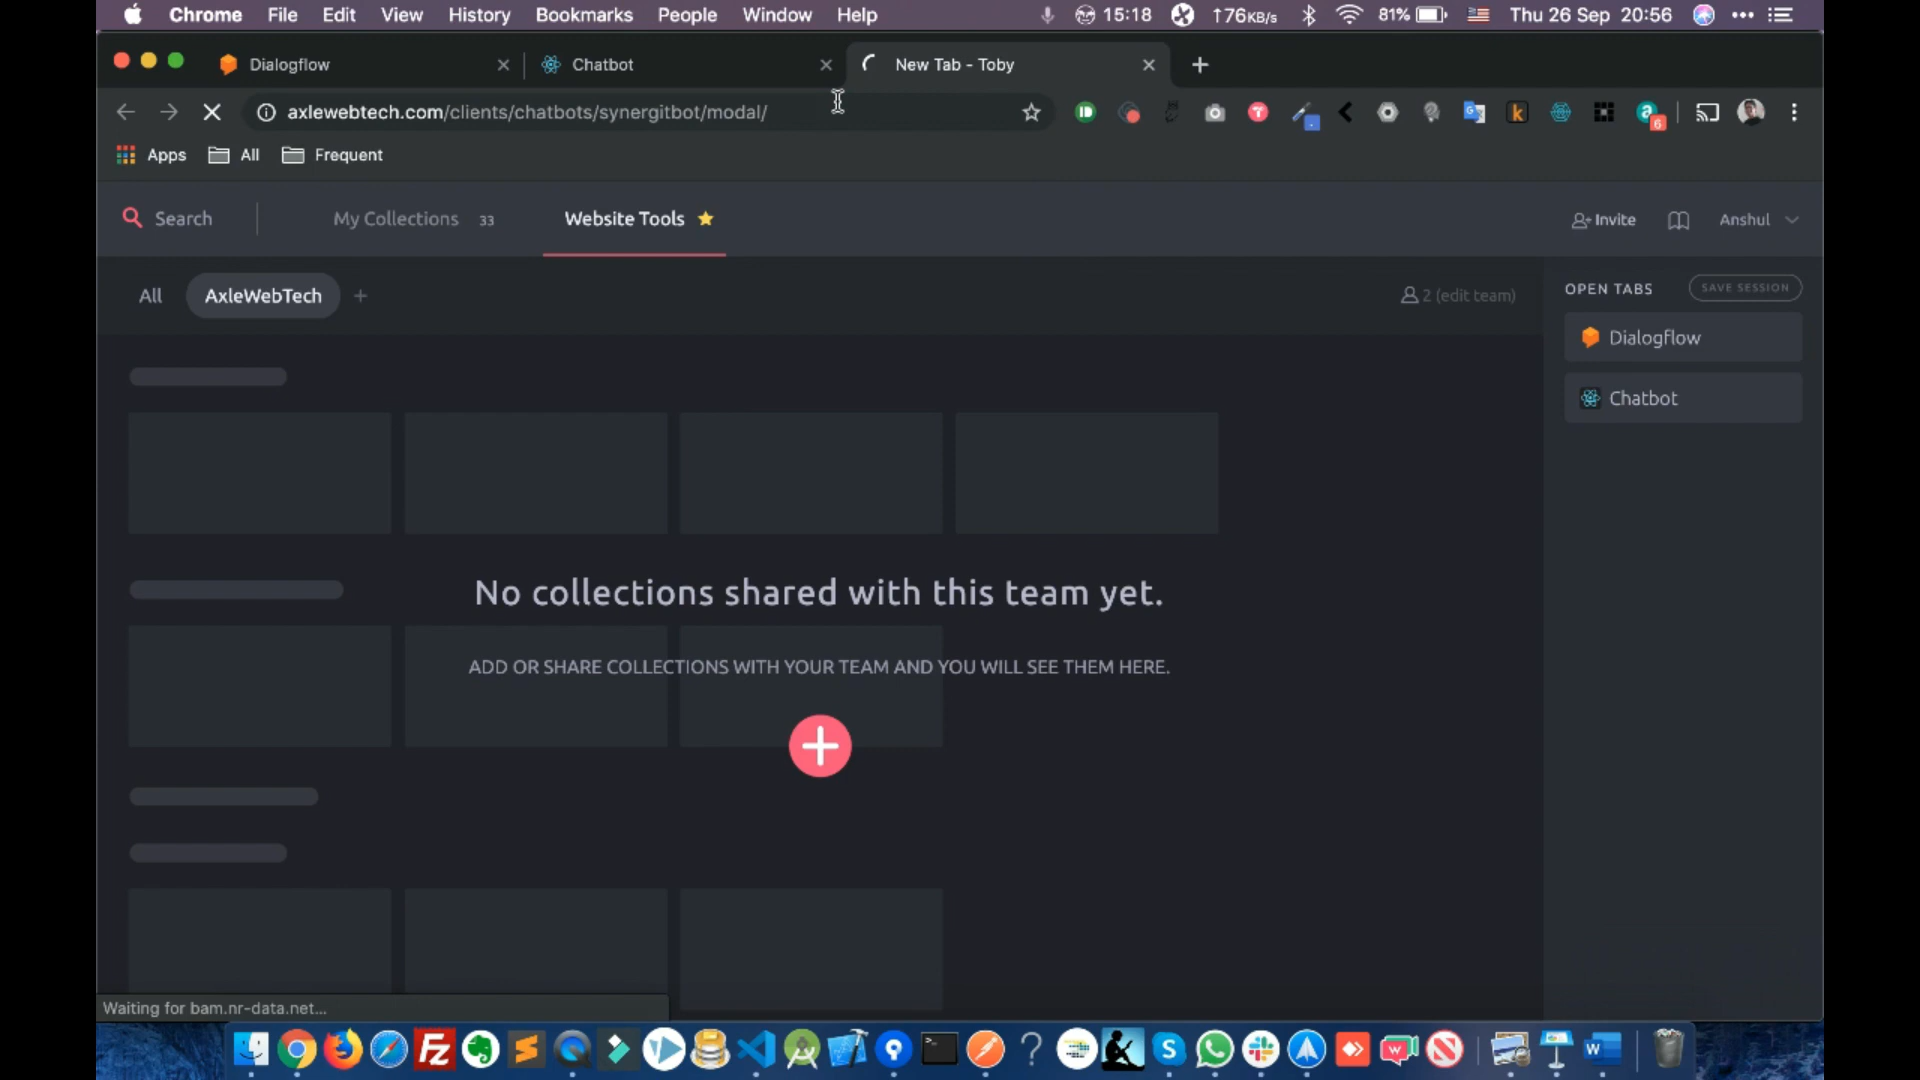 Chrome File Edit View History Bookmarks People Window Help 15:18 ↑76KB/s 81% Thu 26 Sep 20:56
Dialogflow Chatbot New Tab - Toby
axlewebtech.com/clients/chatbots/synergitbot/modal/
6
Apps All Frequent
Search My Collections 33 Website Tools Invite Anshul
All AxleWebTech + 2 (edit team)
OPEN TABS SAVE SESSION
Dialogflow
Chatbot
No collections shared with this team yet.
ADD OR SHARE COLLECTIONS WITH YOUR TEAM AND YOU WILL SEE THEM HERE.
Waiting for bam.nr-data.net...